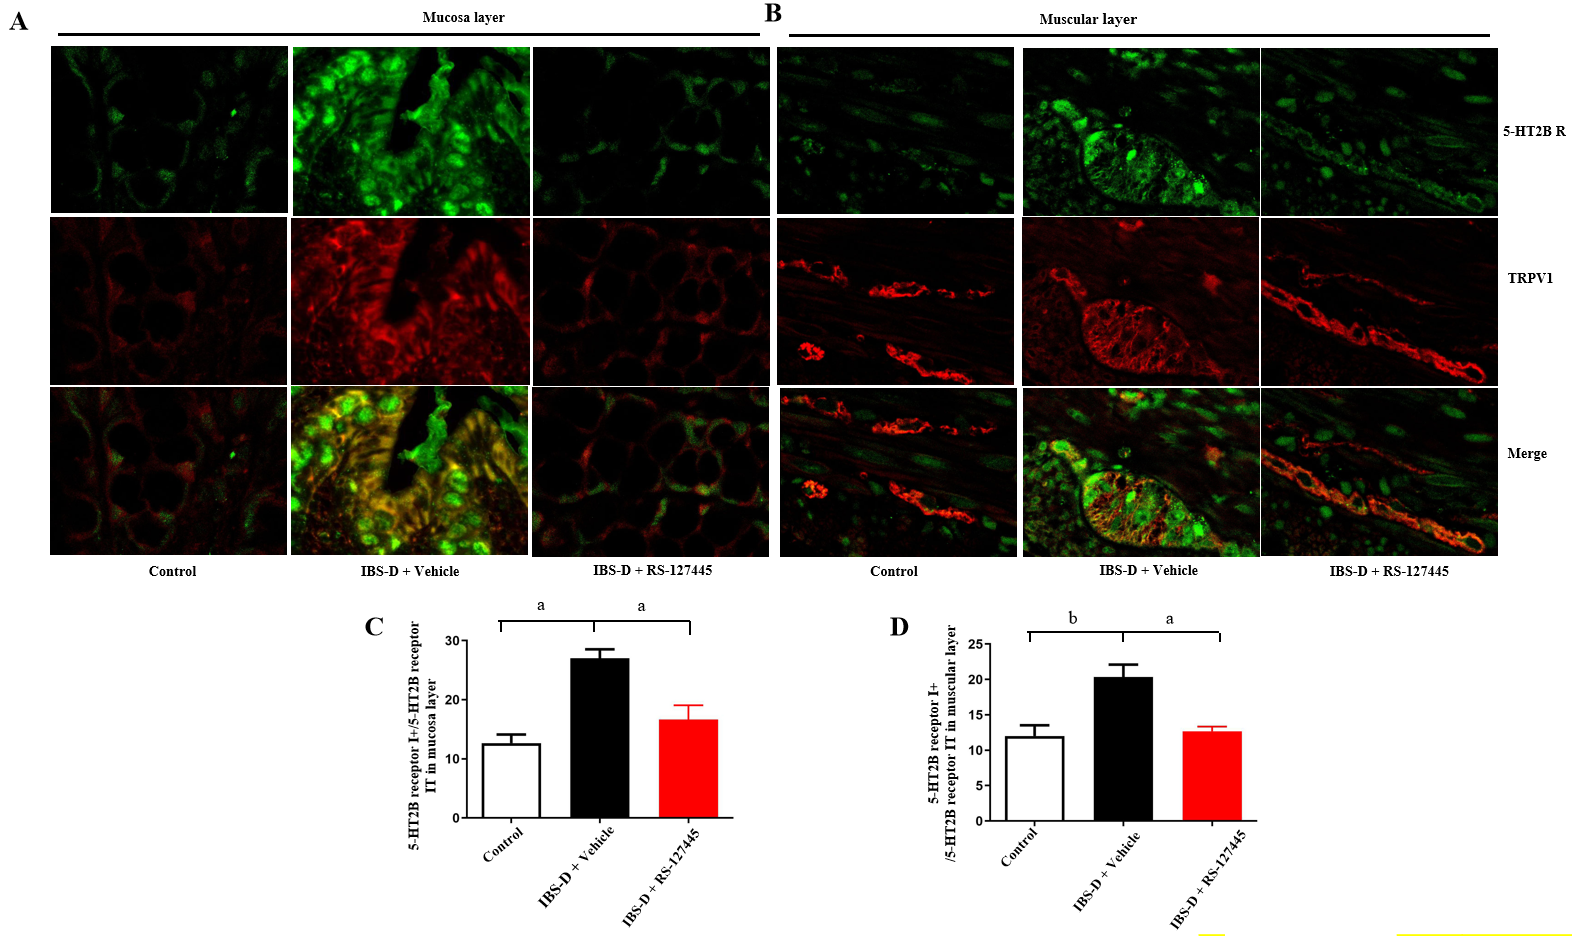 A
Mucosa layer
B
Muscular layer
5-HT2B R
TRPV1
Merge
Control
IBS-D + Vehicle
IBS-D + RS-127445
Control
IBS-D + Vehicle
IBS-D + RS-127445
C
a
a
5-HT2B receptor I+/5-HT2B receptor
IT in mucosa layer
30
20
10
0
Control
IBS-D + Vehicle
IBS-D + RS-127445
D
b
a
5-HT2B receptor I+
/5-HT2B receptor IT in muscular layer
25
20
15
10
5
0
Control
IBS-D + Vehicle
IBS-D + RS-127445